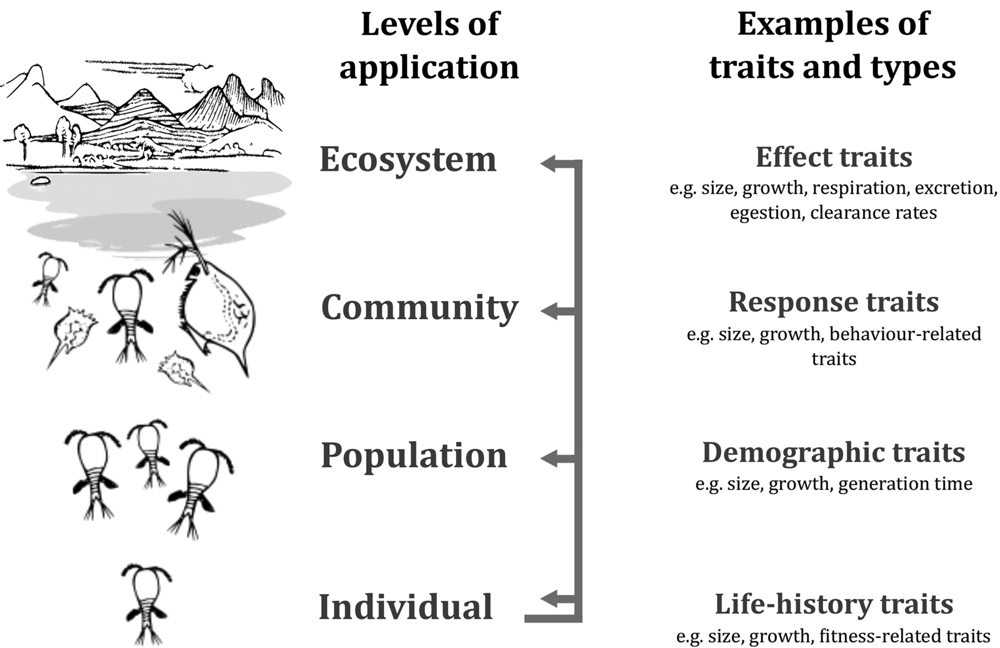 Levels of
application
Examples of
traits and types
Ecosystem
Effect traits
e.g. size, growth, respiration, excretion,
egestion, clearance rates
Community
Response traits
e.g. size, growth, behaviour-related
traits
Population
Demographic traits
e.g. size, growth, generation time
Individual
Life-history traits
e.g. size, growth, fitness-related traits